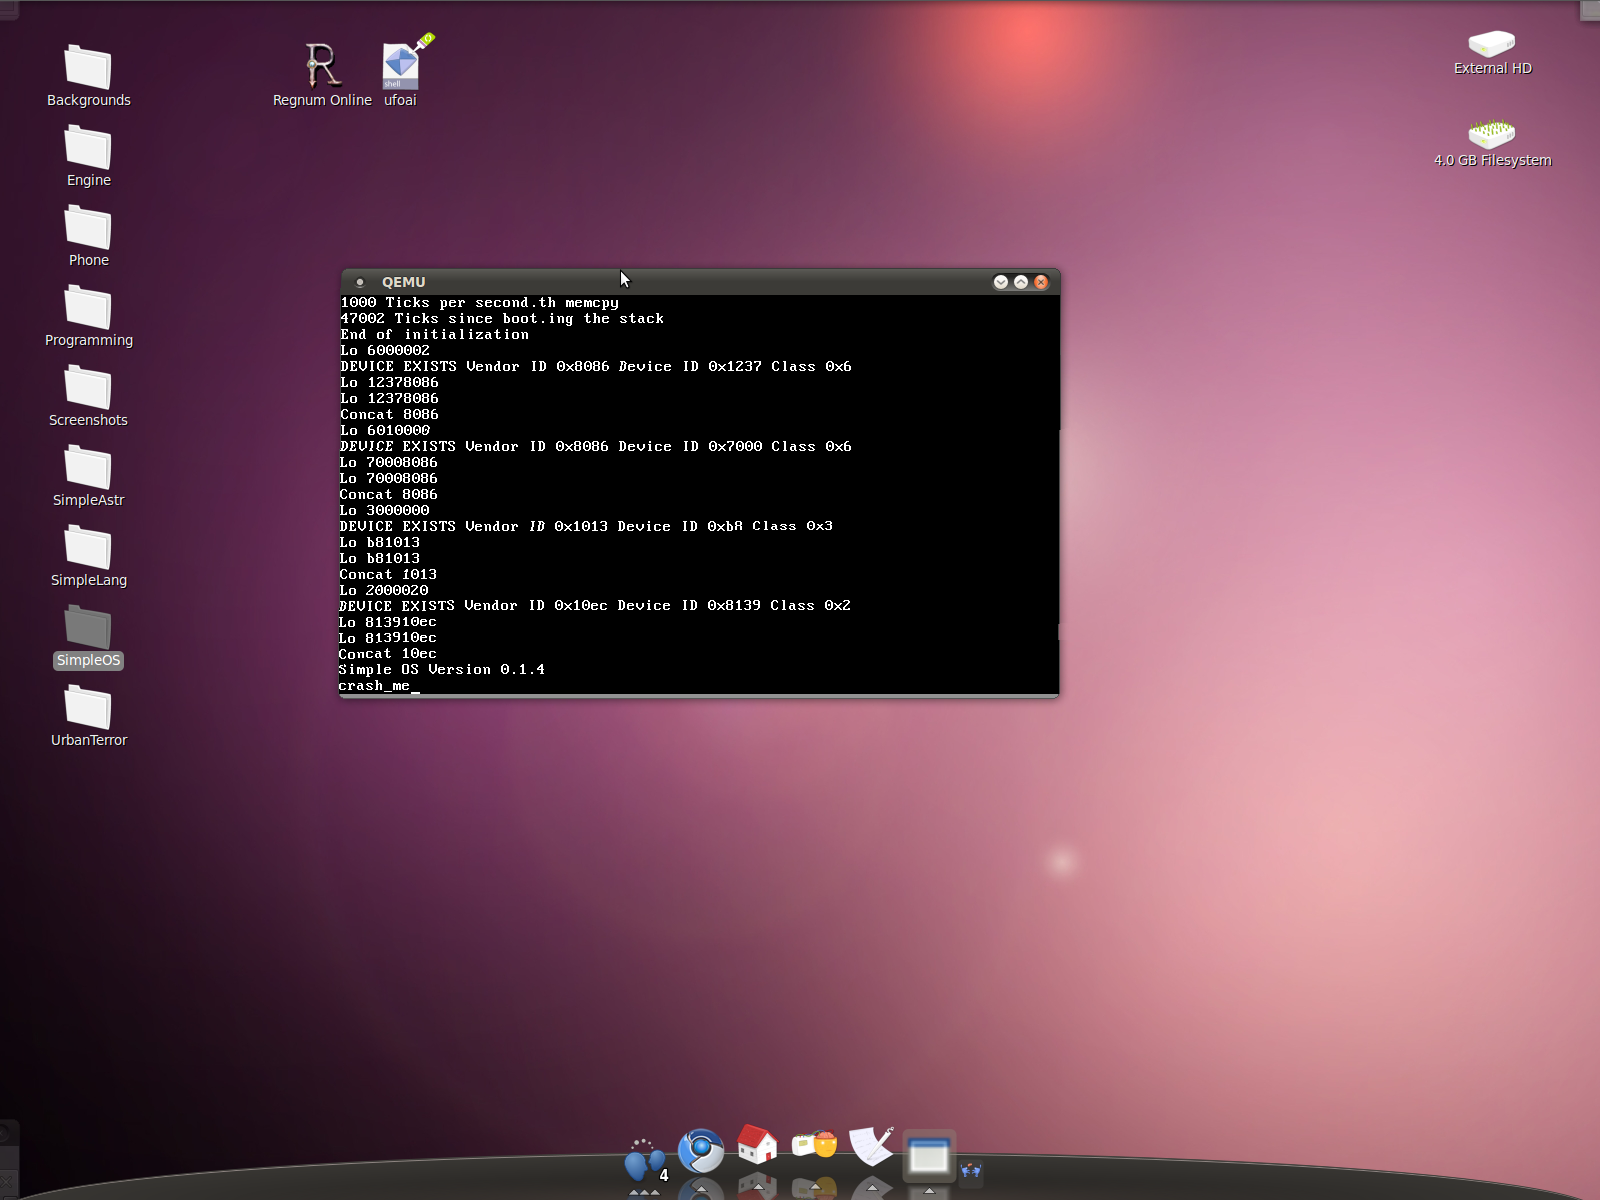 Backgrounds
Engine
Phone
Programming
Screenshots
SimpleAstr
SimpleLang
SimpleOS
UrbanTerror
Regnum Online
shell
ufoai
External HD
4.0 GB Filesystem
QEMU
1000 Ticks per second.th memcpy
47002 Ticks since boot.ing the stack
End of initialization
Lo 6000002
DEVICE EXISTS Vendor ID 0x8086 Device ID 0x1237 Class 0x6
Lo 12378086
Lo 12378086
Concat 8086
Lo 6010000
DEVICE EXISTS Vendor ID 0x8086 Device ID 0x7000 Class 0x6
Lo 70008086
Lo 70008086
Concat 8086
Lo 3000000
DEVICE EXISTS Vendor ID 0x1013 Device ID 0xb8 Class 0x3
Lo b81013
Lo b81013
Concat 1013
Lo 2000020
DEVICE EXISTS Vendor ID 0x10ec Device ID 0x8139 Class 0x2
Lo 813910ec
Lo 813910ec
Concat 10ec
Simple OS Version 0.1.4
crash_me_
4